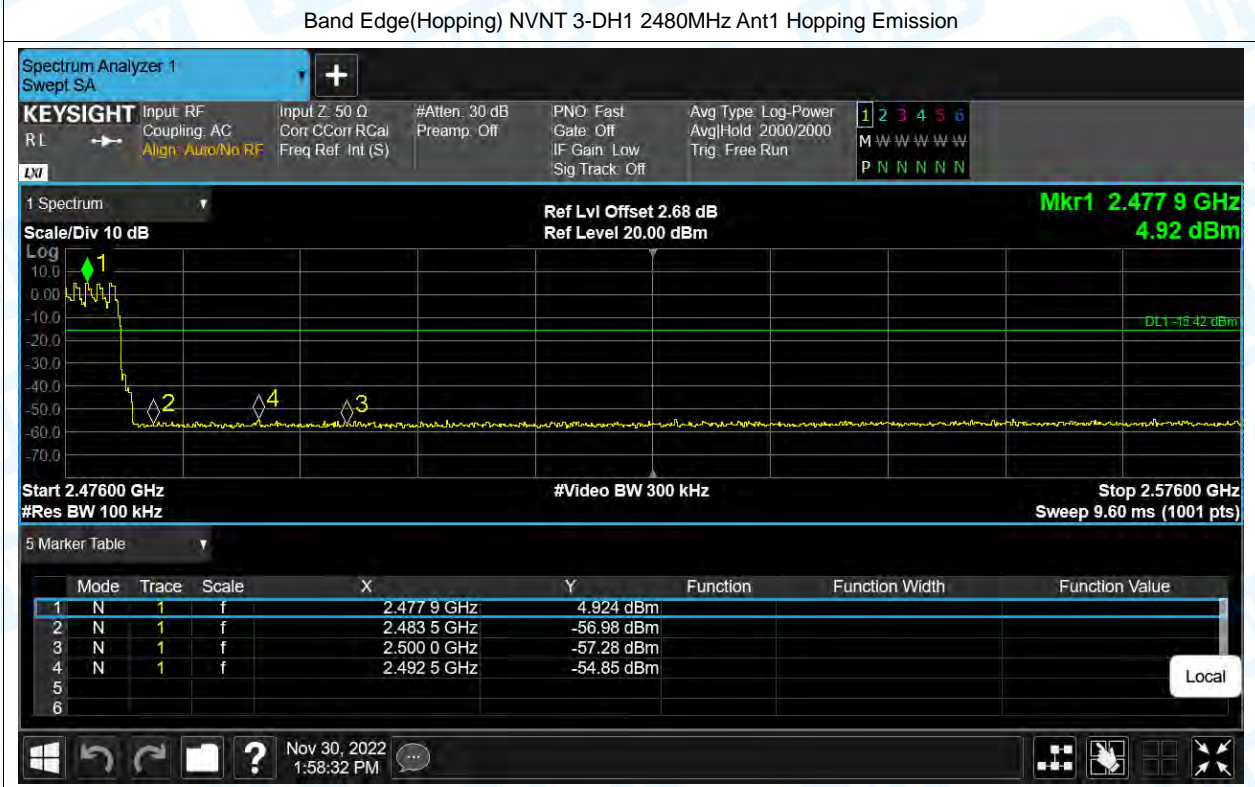 Band Edge(Hopping) NVNT 3-DH1 2480MHz Ant1 Hopping Emission
Spectrum Analyzer 1
Swept SA
+
KEYSIGHT Input: RF Input Z: 50 Ω #Atten: 30 dB PNO: Fast Avg Type: Log-Power 1 2 3 4 5 6
RL Coupling: AC Corr CCorr RCal Preamp: Off Gate: Off Avg|Hold: 2000/2000 M W W W W W
Align: Auto/No RF Freq Ref: Int (S) IF Gain: Low Trig: Free Run
LXI Sig Track: Off P N N N N N N
1 Spectrum Ref Lvl Offset 2.68 dB Mkr1 2.477 9 GHz
Scale/Div 10 dB Ref Level 20.00 dBm 4.92 dBm
Log
10.0 1
0.00
-10.0 DL1 -15.42 dBm
-20.0
-30.0
-40.0
-50.0 2 4 3
-60.0
-70.0
Start 2.47600 GHz #Video BW 300 kHz Stop 2.57600 GHz
#Res BW 100 kHz Sweep 9.60 ms (1001 pts)
5 Marker Table
Mode Trace Scale X Y Function Function Width Function Value
1 N 1 f 2.477 9 GHz 4.924 dBm
2 N 1 f 2.483 5 GHz -56.98 dBm
3 N 1 f 2.500 0 GHz -57.28 dBm
4 N 1 f 2.492 5 GHz -54.85 dBm
5
6
Local
? Nov 30, 2022
1:58:32 PM